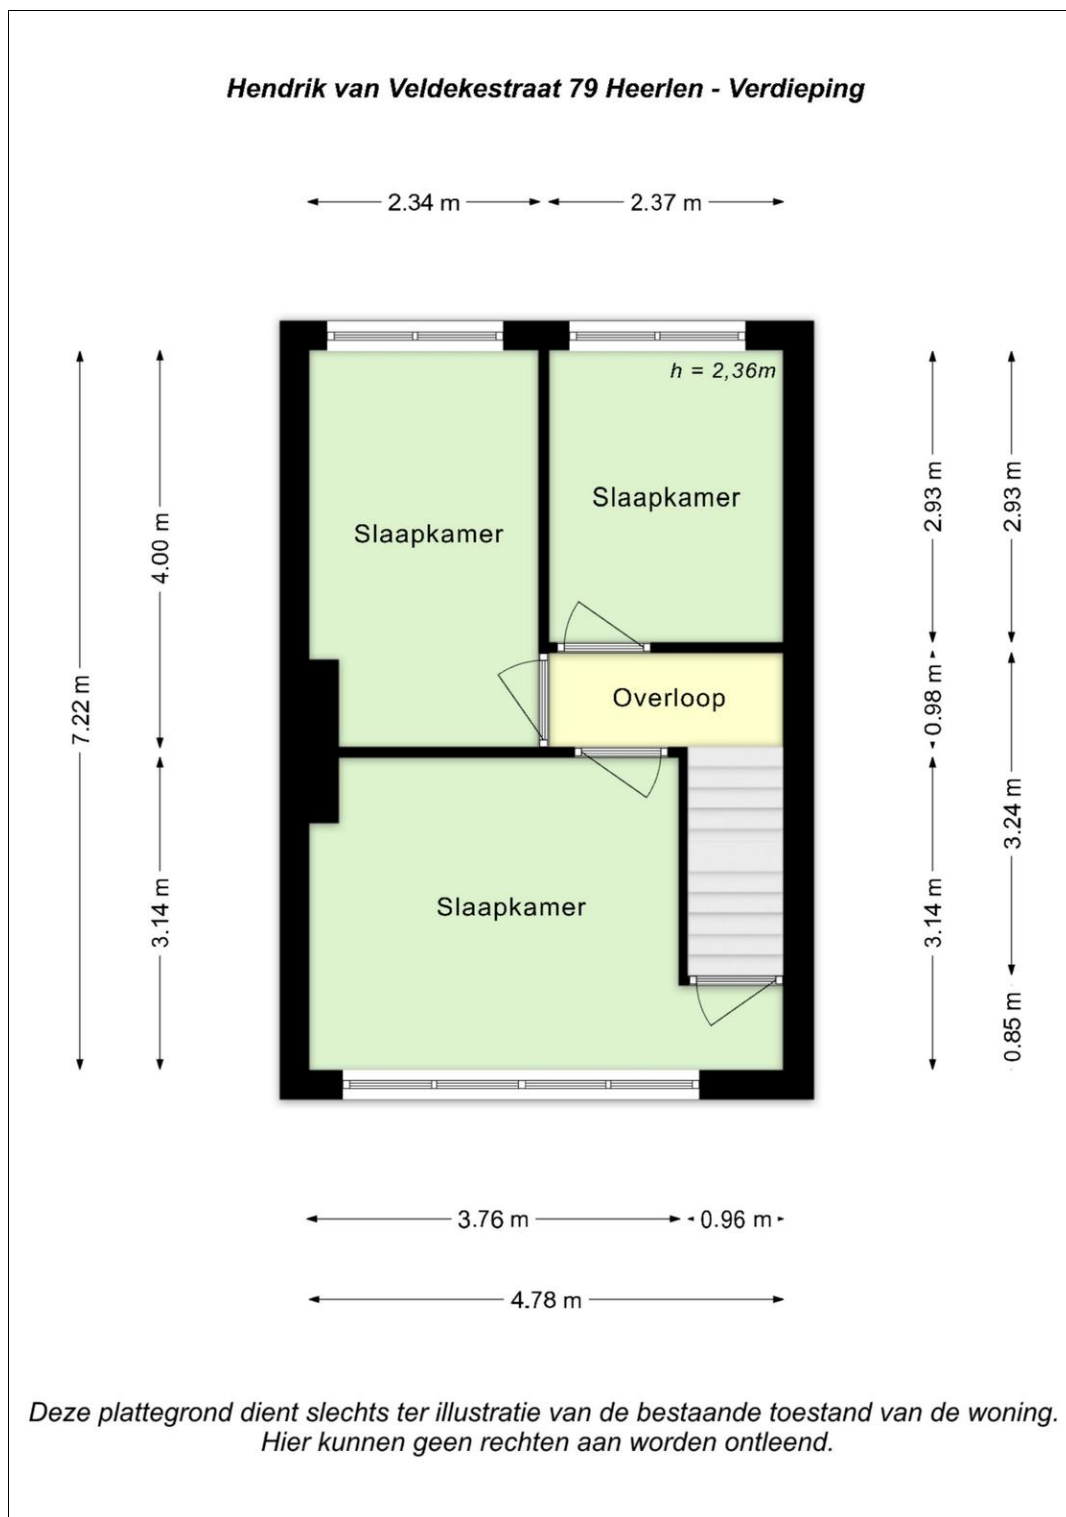 Hendrik van Veldekestraat 79 Heerlen - Verdieping
2.34 m
2.37 m
h = 2,36m
Slaapkamer
Slaapkamer
2.93 m
2.93 m
4.00 m
7.22 m
Overloop
0.98 m
3.24 m
Slaapkamer
3.14 m
3.14 m
0.85 m
3.76 m
0.96 m
4.78 m
Deze plattegrond dient slechts ter illustratie van de bestaande toestand van de woning.
Hier kunnen geen rechten aan worden ontleend.